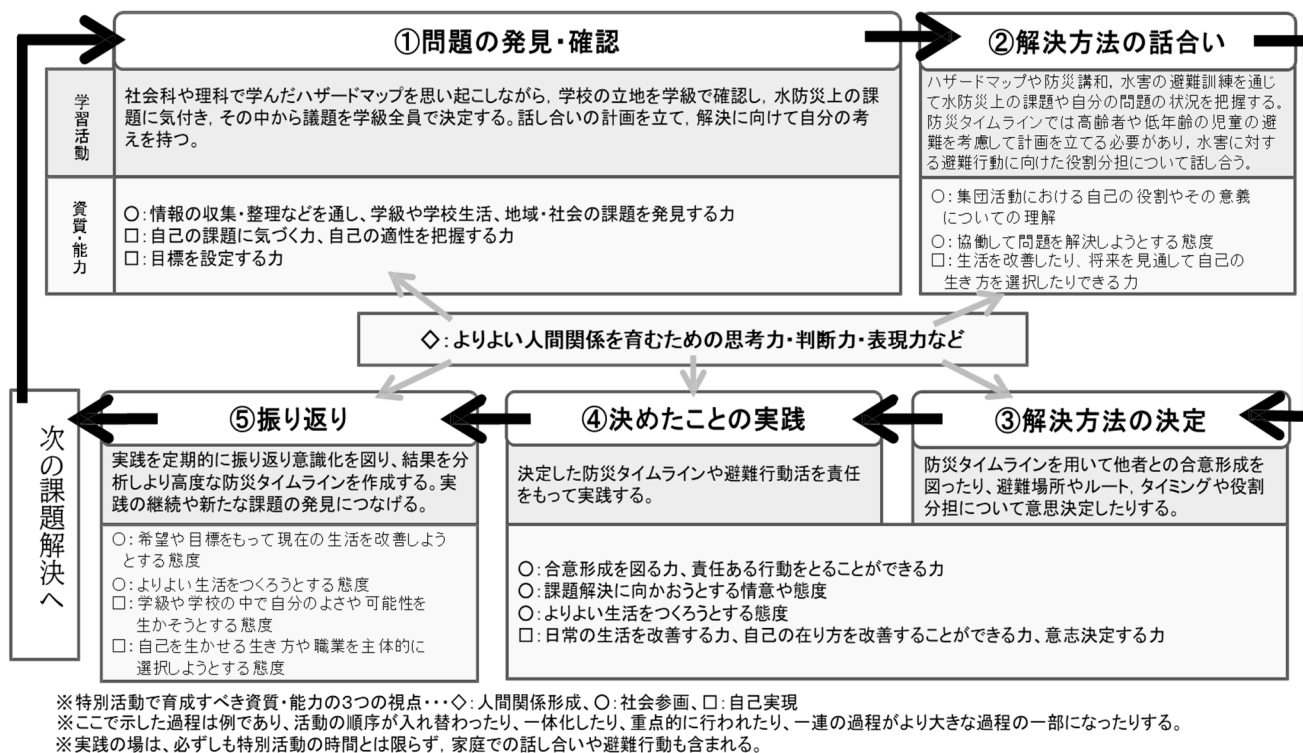 ①問題の発見・確認
学習活動
社会科や理科で学んだハザードマップを思い起こしながら，学校の立地を学級で確認し，水防災上の課
題に気付き，その中から議題を学級全員で決定する。話し合いの計画を立て，解決に向けて自分の考
えを持つ。
資質・能力
○：情報の収集・整理などを通し、学級や学校生活、地域・社会の課題を発見する力
□：自己の課題に気づく力、自己の適性を把握する力
□：目標を設定する力
②解決方法の話合い
ハザードマップや防災講和，水害の避難訓練を通じ
て水防災上の課題や自分の問題の状況を把握する。
防災タイムラインでは高齢者や低年齢の児童の避
難を考慮して計画を立てる必要があり，水害に対す
る避難行動に向けた役割分担について話し合う。
○：集団活動における自己の役割やその意義
についての理解
○：協働して問題を解決しようとする態度
□：生活を改善したり、将来を見通して自己の
生き方を選択したりできる力
◇：よりよい人間関係を育むための思考力・判断力・表現力など
③解決方法の決定
防災タイムラインを用いて他者との合意形成を
図ったり、避難場所やルート，タイミングや役割
分担について意思決定したりする。
④決めたことの実践
決定した防災タイムラインや避難行動活を責任
をもって実践する。
○：合意形成を図る力、責任ある行動をとることができる力
○：課題解決に向かおうとする情意や態度
○：よりよい生活をつくろうとする態度
□：日常の生活を改善する力、自己の在り方を改善することができる力、意志決定する力
⑤振り返り
実践を定期的に振り返り意識化を図り、結果を分
析しより高度な防災タイムラインを作成する。実
践の継続や新たな課題の発見につなげる。
○：希望や目標をもって現在の生活を改善しよう
とする態度
○：よりよい生活をつくろうとする態度
□：学級や学校の中で自分のよさや可能性を
生かそうとする態度
□：自己を生かせる生き方や職業を主体的に
選択しようとする態度
次の課題解決へ
※特別活動で育成すべき資質・能力の３つの視点・・・◇：人間関係形成、○：社会参画、□：自己実現
※ここで示した過程は例であり、活動の順序が入れ替わったり、一体化したり、重点的に行われたり、一連の過程がより大きな過程の一部になったりする。
※実践の場は、必ずしも特別活動の時間とは限らず，家庭での話し合いや避難行動も含まれる。